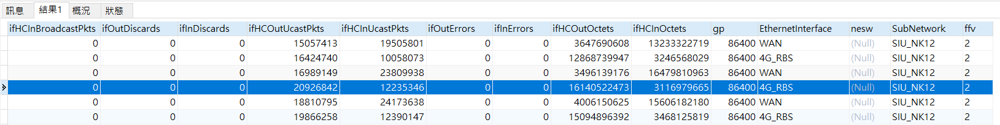 訊息 結果1 概況 狀態
ifHCInBroadcastPkts ifOutDiscards ifInDiscards ifHCOutUcastPkts ifHCInUcastPkts ifOutErrors ifInErrors ifHCOutOctets ifHCInOctets gp EthernetInterface nesw SubNetwork ffv
0 0 0 15057413 19505801 0 0 3647690608 13233322719 86400 WAN (Null) SIU_NK12 2
0 0 0 16424740 10058073 0 0 12868739947 3246568029 86400 4G_RBS (Null) SIU_NK12 2
0 0 0 16989149 23809938 0 0 3496139176 16479810963 86400 WAN (Null) SIU_NK12 2
0 0 0 20926842 12235346 0 0 16140522473 3116979665 86400 4G_RBS (Null) SIU_NK12 2
0 0 0 18810795 24173638 0 0 4006150625 15606182180 86400 WAN (Null) SIU_NK12 2
0 0 0 19866258 12390147 0 0 15094896392 3468125819 86400 4G_RBS (Null) SIU_NK12 2